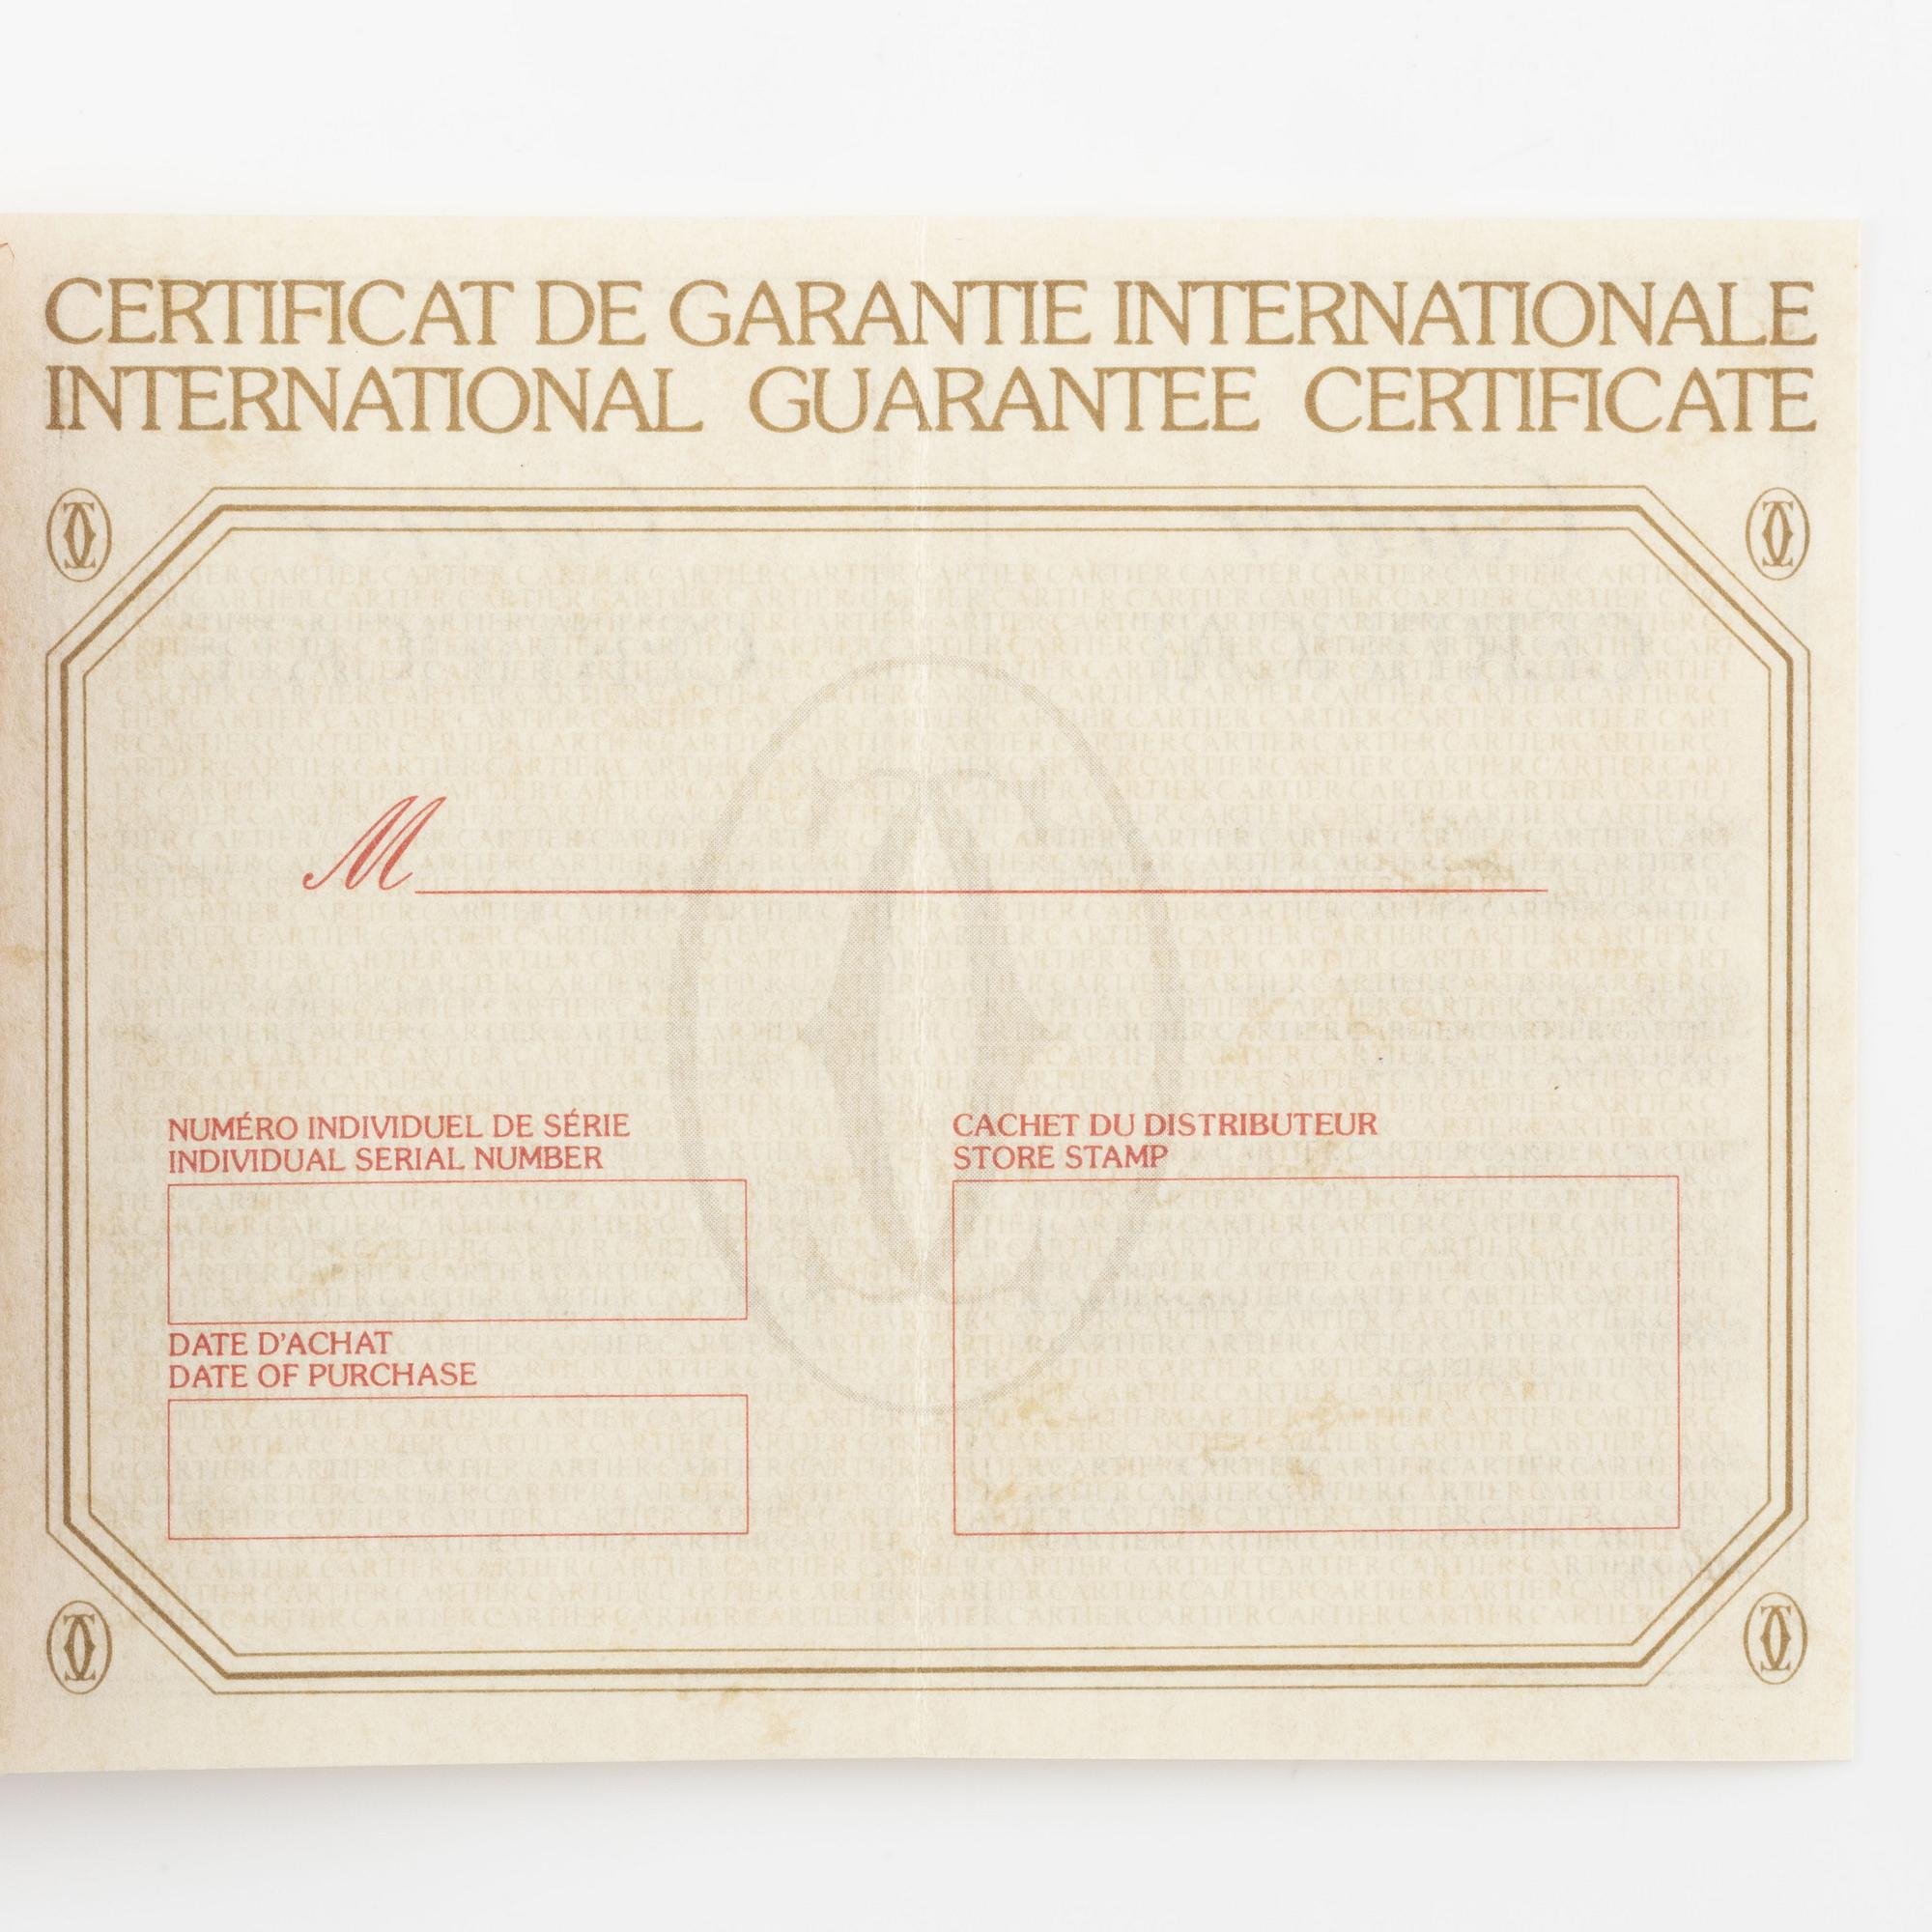 CERTIFICAT DE GARANTIE INTERNATIONALE
INTERNATIONAL GUARANTEE CERTIFICATE
M
NUMÉRO INDIVIDUEL DE SÉRIE
INDIVIDUAL SERIAL NUMBER
CACHET DU DISTRIBUTEUR
STORE STAMP
DATE D'ACHAT
DATE OF PURCHASE